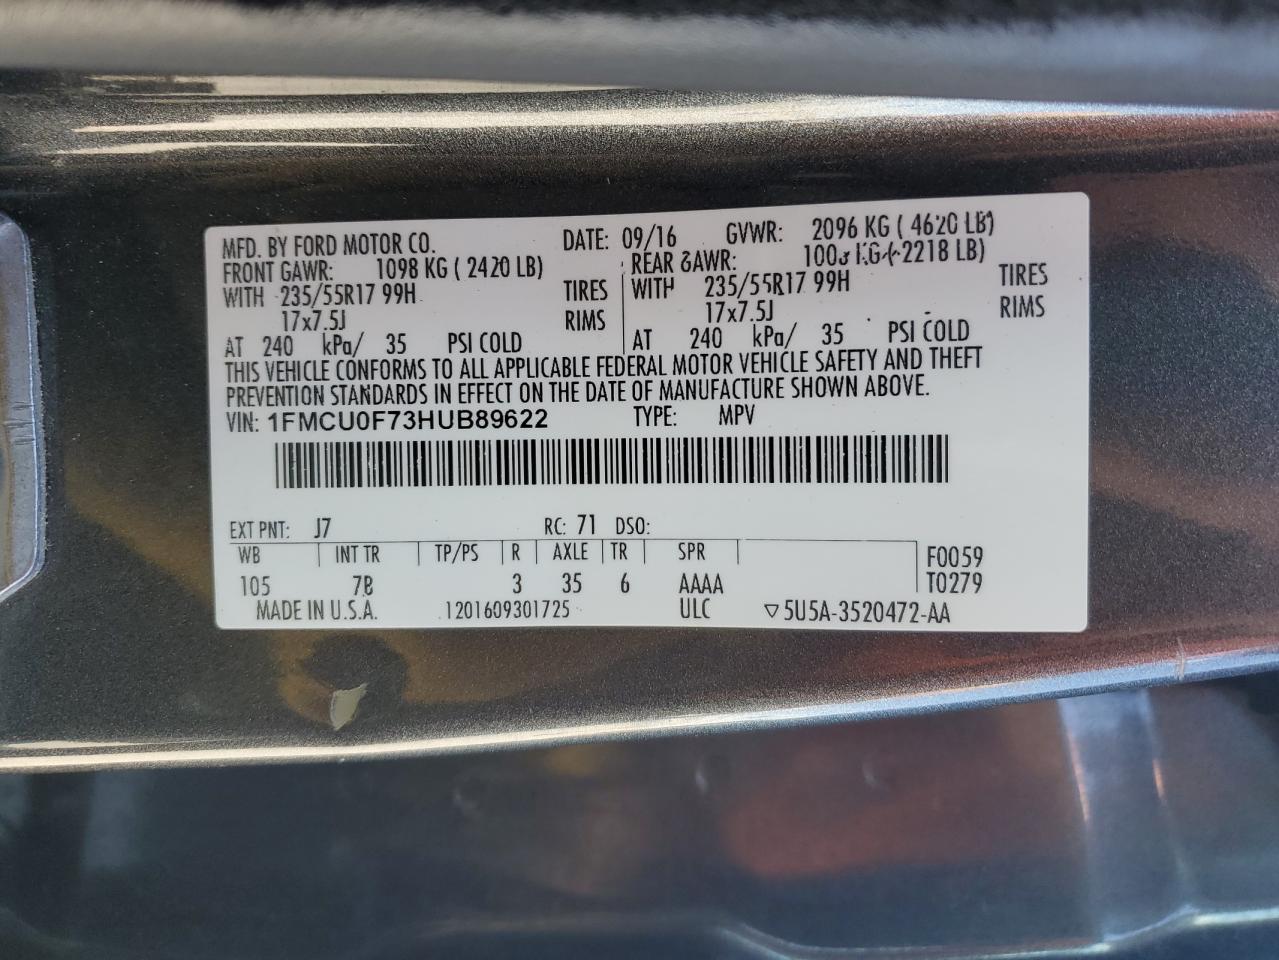 MFD. BY FORD MOTOR CO. DATE: 09/16 GVWR: 2096 KG ( 4620 LB)
FRONT GAWR: 1098 KG ( 2420 LB) REAR GAWR: KG ( 2218 LB)
WITH 235/55R17 99H TIRES WITH 235/55R17 99H TIRES
17x7.5J RIMS 17x7.5J RIMS
AT 240 kPa/ 35 PSI COLD AT 240 kPa/ 35 PSI COLD
THIS VEHICLE CONFORMS TO ALL APPLICABLE FEDERAL MOTOR VEHICLE SAFETY AND THEFT
PREVENTION STANDARDS IN EFFECT ON THE DATE OF MANUFACTURE SHOWN ABOVE.
VIN: 1FMCU0F73HUB89622 TYPE: MPV
EXT PNT: J7 RC: 71 DSO:
WB INT TR TP/PS R AXLE TR SPR F0059
105 7B 3 35 6 AAAA T0279
MADE IN U.S.A. 1201609301725 ULC ▽5U5A-3520472-AA